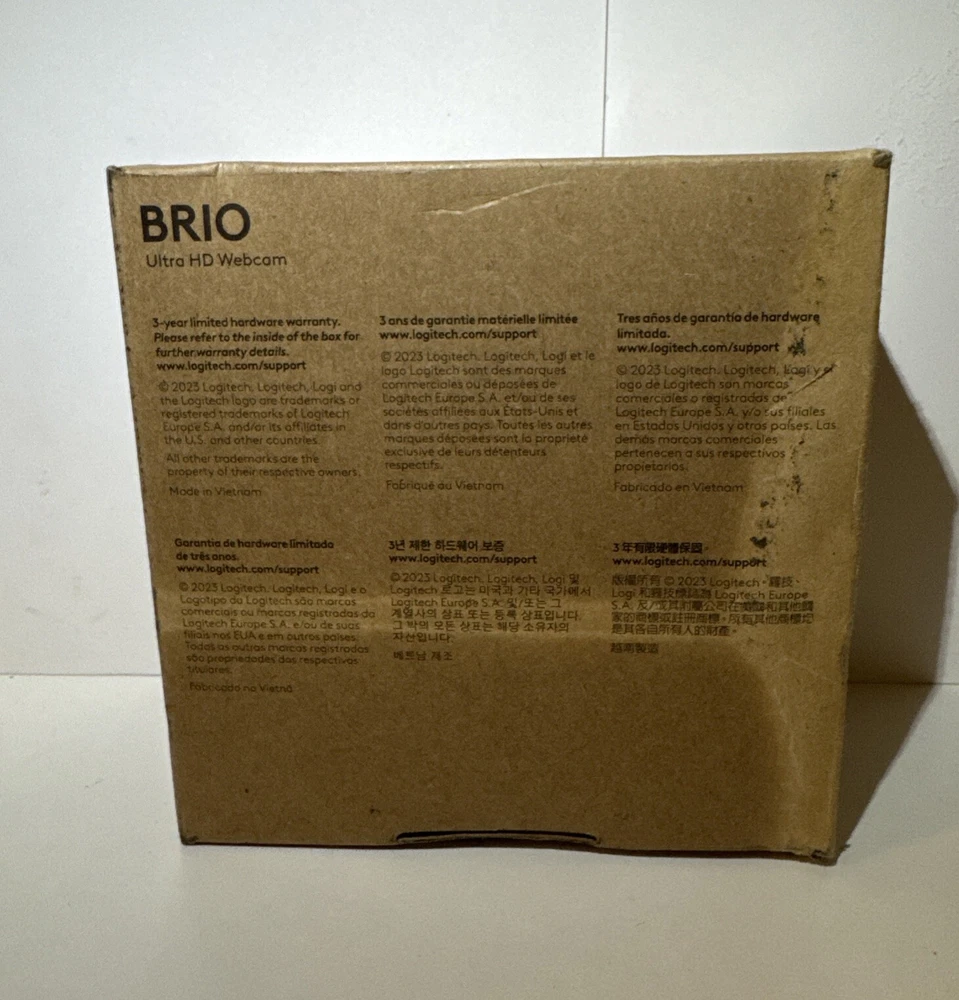 BRIO
Ultra HD Webcam
3-year limited hardware warranty.
Please refer to the inside of the box for
further warranty details.
www.logitech.com/support
© 2023 Logitech. Logitech, Logi and
the Logitech logo are trademarks or
registered trademarks of Logitech
Europe S.A. and/or its affiliates in
the U.S. and other countries.
All other trademarks are the
property of their respective owners.
Made in Vietnam
3 ans de garantie matérielle limitée
www.logitech.com/support
© 2023 Logitech. Logitech, Logi et le
logo Logitech sont des marques
commerciales ou déposées de
Logitech Europe S.A. et/ou de ses
sociétés affiliées aux États-Unis et
dans d'autres pays. Toutes les autres
marques déposées sont la propriété
exclusive de leurs détenteurs
respectifs.
Fabriqué au Vietnam
Tres años de garantía de hardware
limitada.
www.logitech.com/support
© 2023 Logitech. Logitech, Logi y el
logo de Logitech son marcas
comerciales o registradas de
Logitech Europe S.A. y/o sus filiales
en Estados Unidos y otros países. Las
demás marcas comerciales
pertenecen a sus respectivos
propietarios.
Fabricado en Vietnam
Garantia de hardware limitada
de três anos.
www.logitech.com/support
© 2023 Logitech. Logitech, Logi e o
Logotipo da Logitech são marcas
comerciais ou marcas registradas da
Logitech Europe S.A. e/ou de suas
filiais nos EUA e em outros países.
Todas as outras marcas registradas
são propriedades dos respectivos
titulares.
Fabricado no Vietnã
3년 제한 하드웨어 보증
www.logitech.com/support
© 2023 Logitech. Logitech, Logi 및
Logitech 로고는 미국과 기타 국가에서
Logitech Europe S.A. 및/또는 그
계열사의 상표 또는 등록 상표입니다.
그 밖의 모든 상표는 해당 소유자의
자산입니다.
베트남 제조
3 年有限硬體保固。
www.logitech.com/support
版權所有 © 2023 Logitech。羅技、
Logi 和羅技標誌為 Logitech Europe
S.A. 及/或其附屬公司在美國和其他國
家的商標或註冊商標。所有其他商標均
是其各自所有人的財產。
越南製造